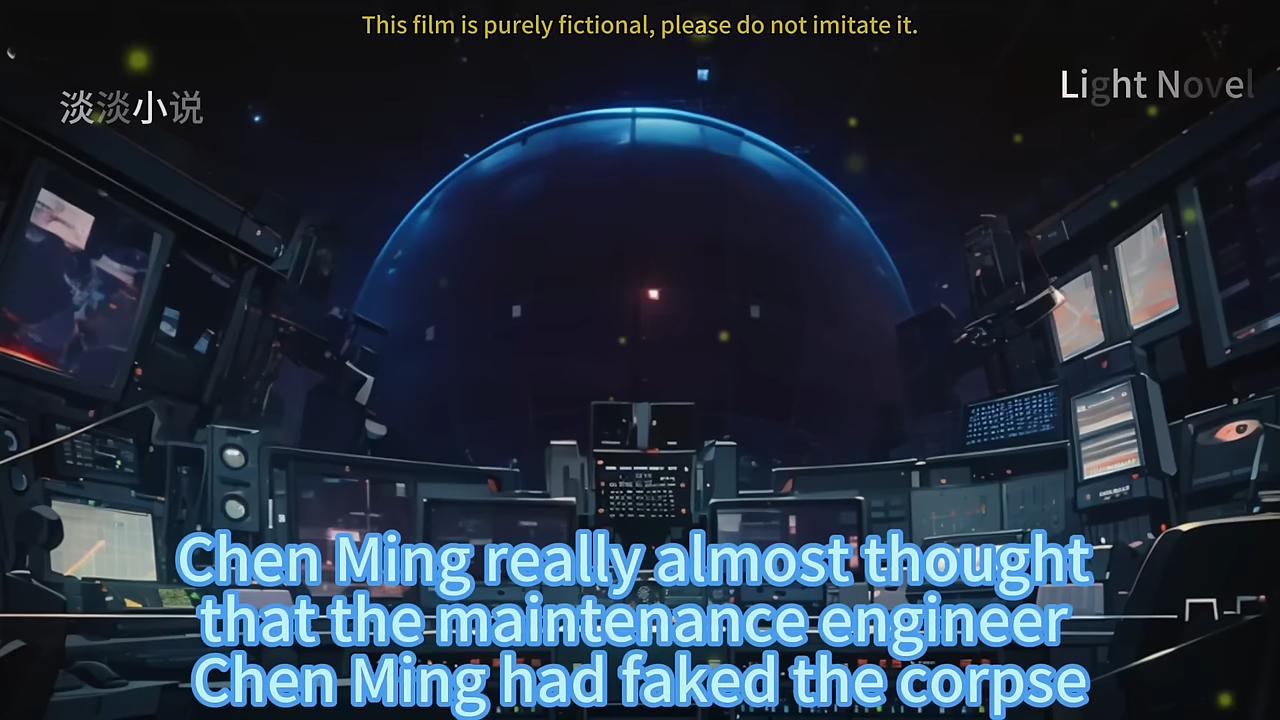 This film is purely fictional, please do not imitate it.
淡淡小说
Light Novel
Chen Ming really almost thought
that the maintenance engineer
Chen Ming had faked the corpse